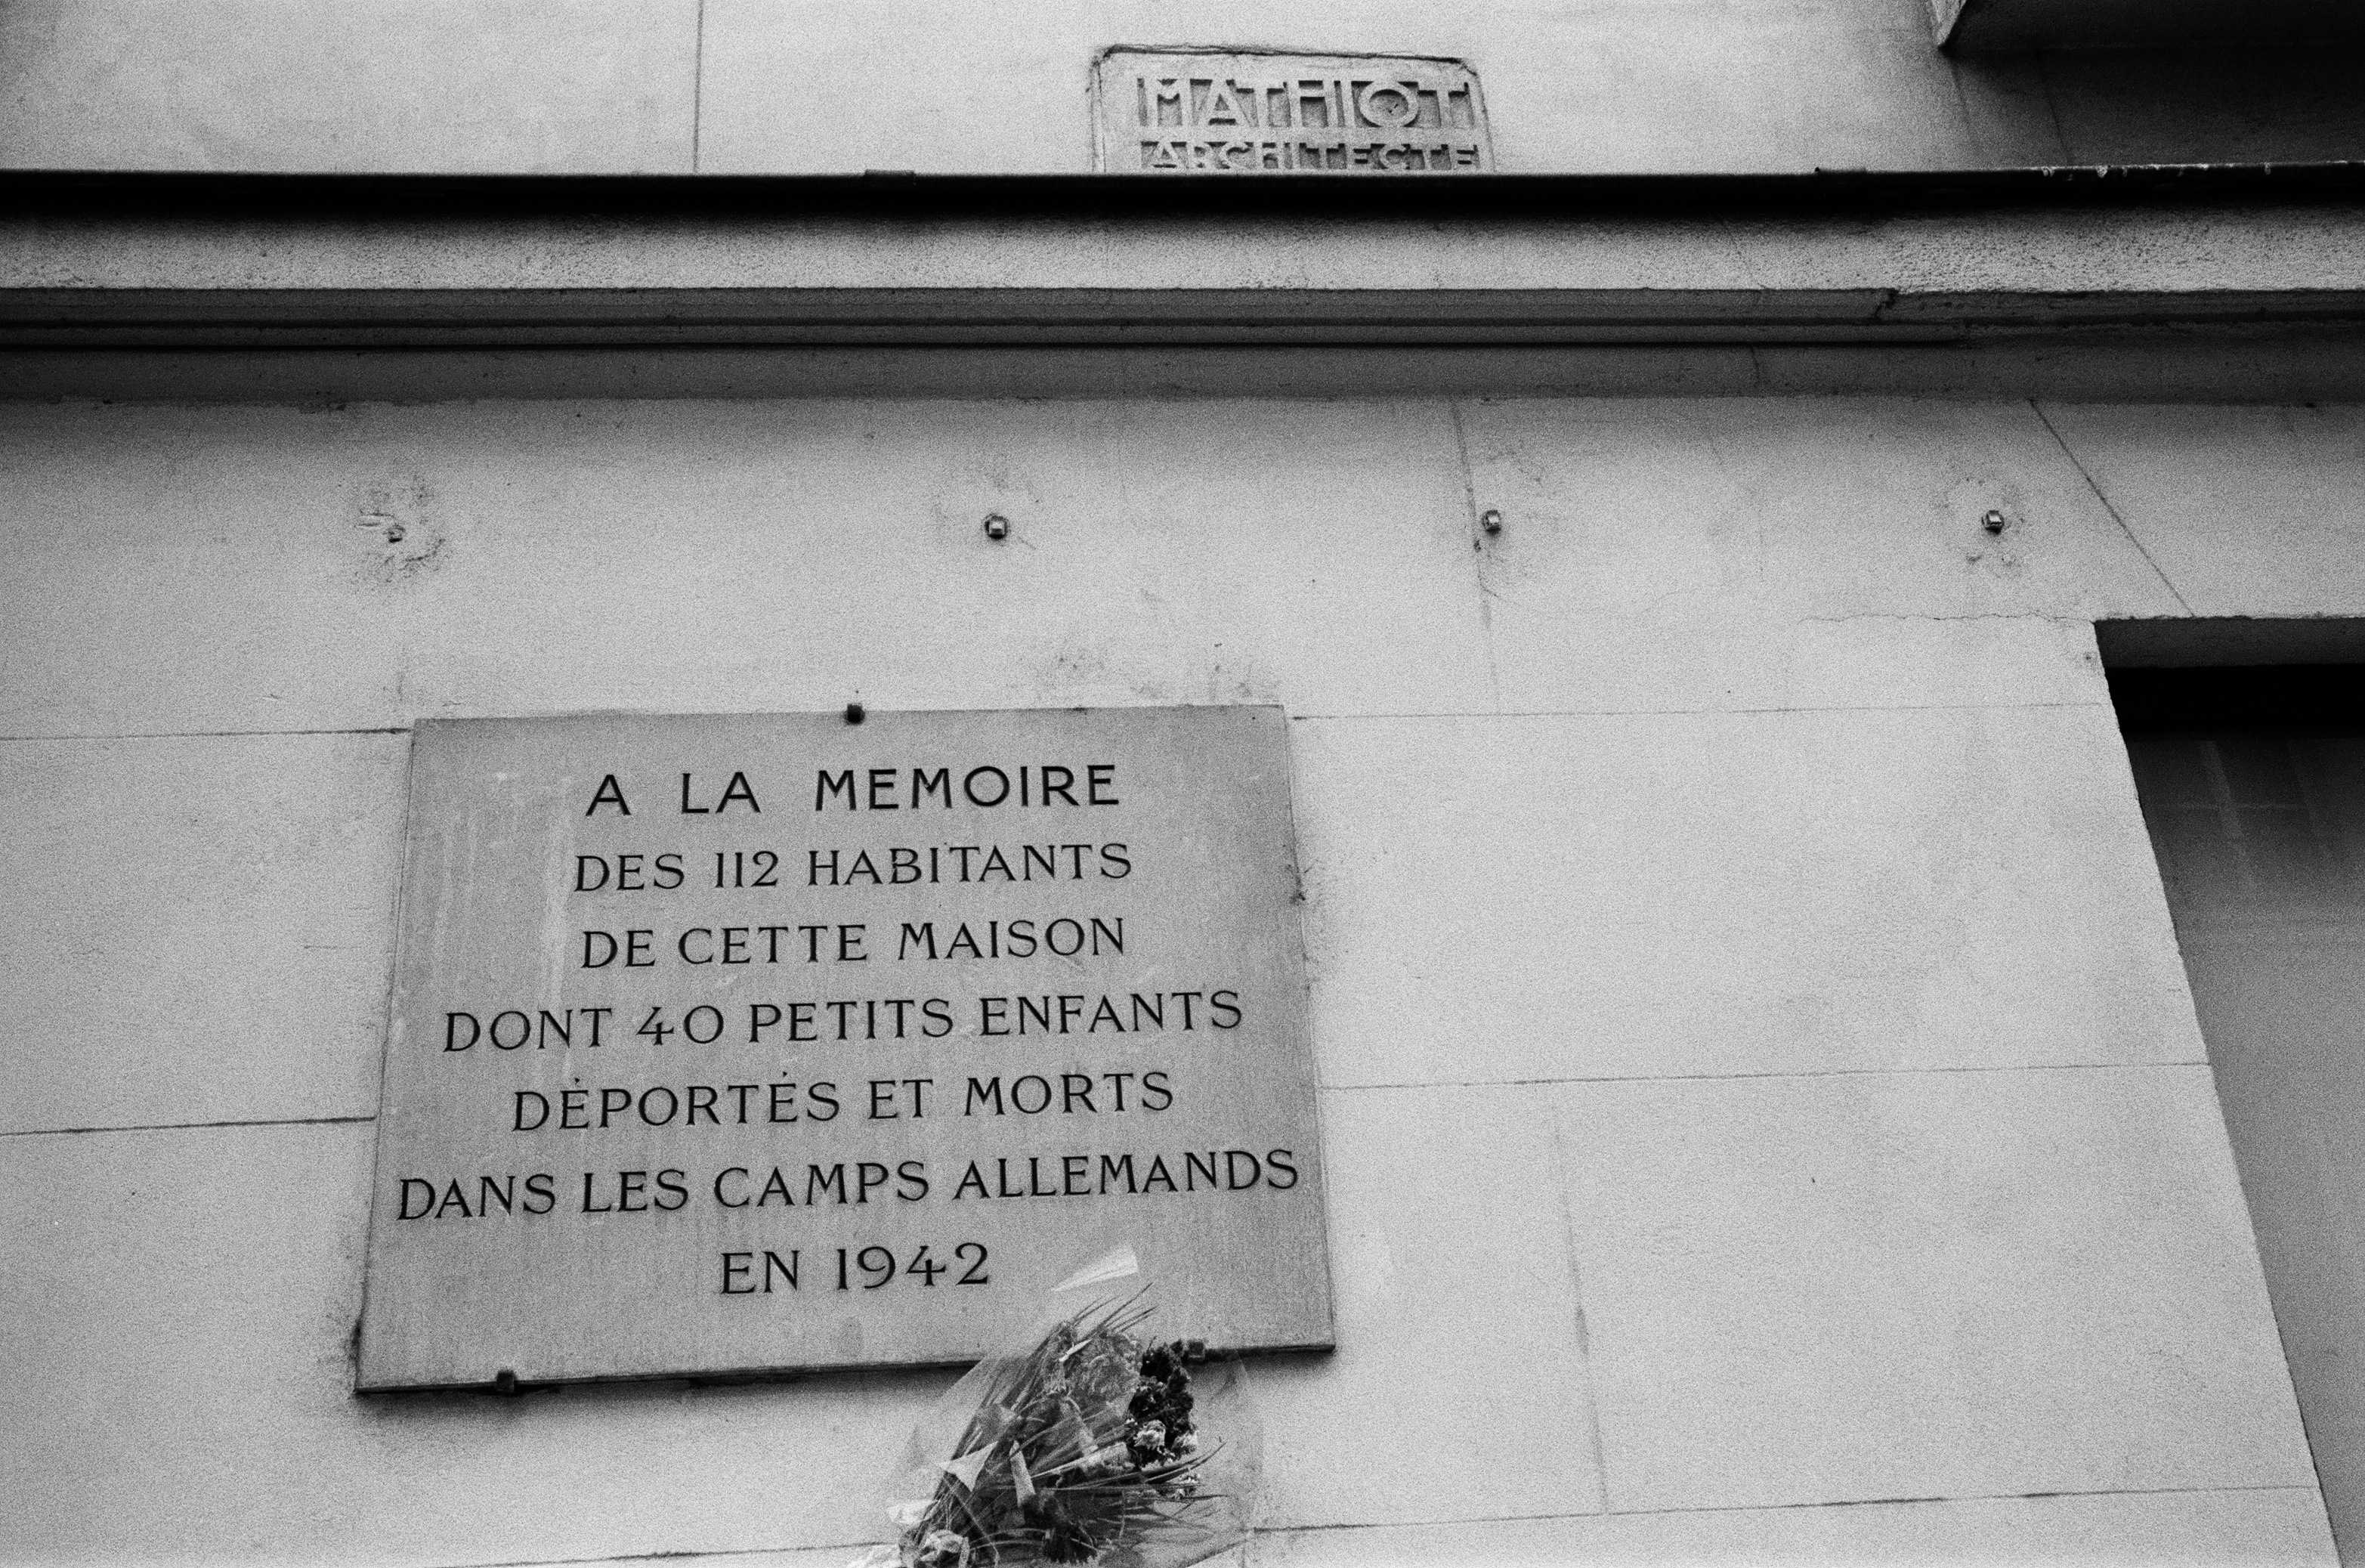 MATHIOT
ARCHITECTE
A LA MEMOIRE
DES 112 HABITANTS
DE CETTE MAISON
DONT 40 PETITS ENFANTS
DÉPORTÉS ET MORTS
DANS LES CAMPS ALLEMANDS
EN 1942